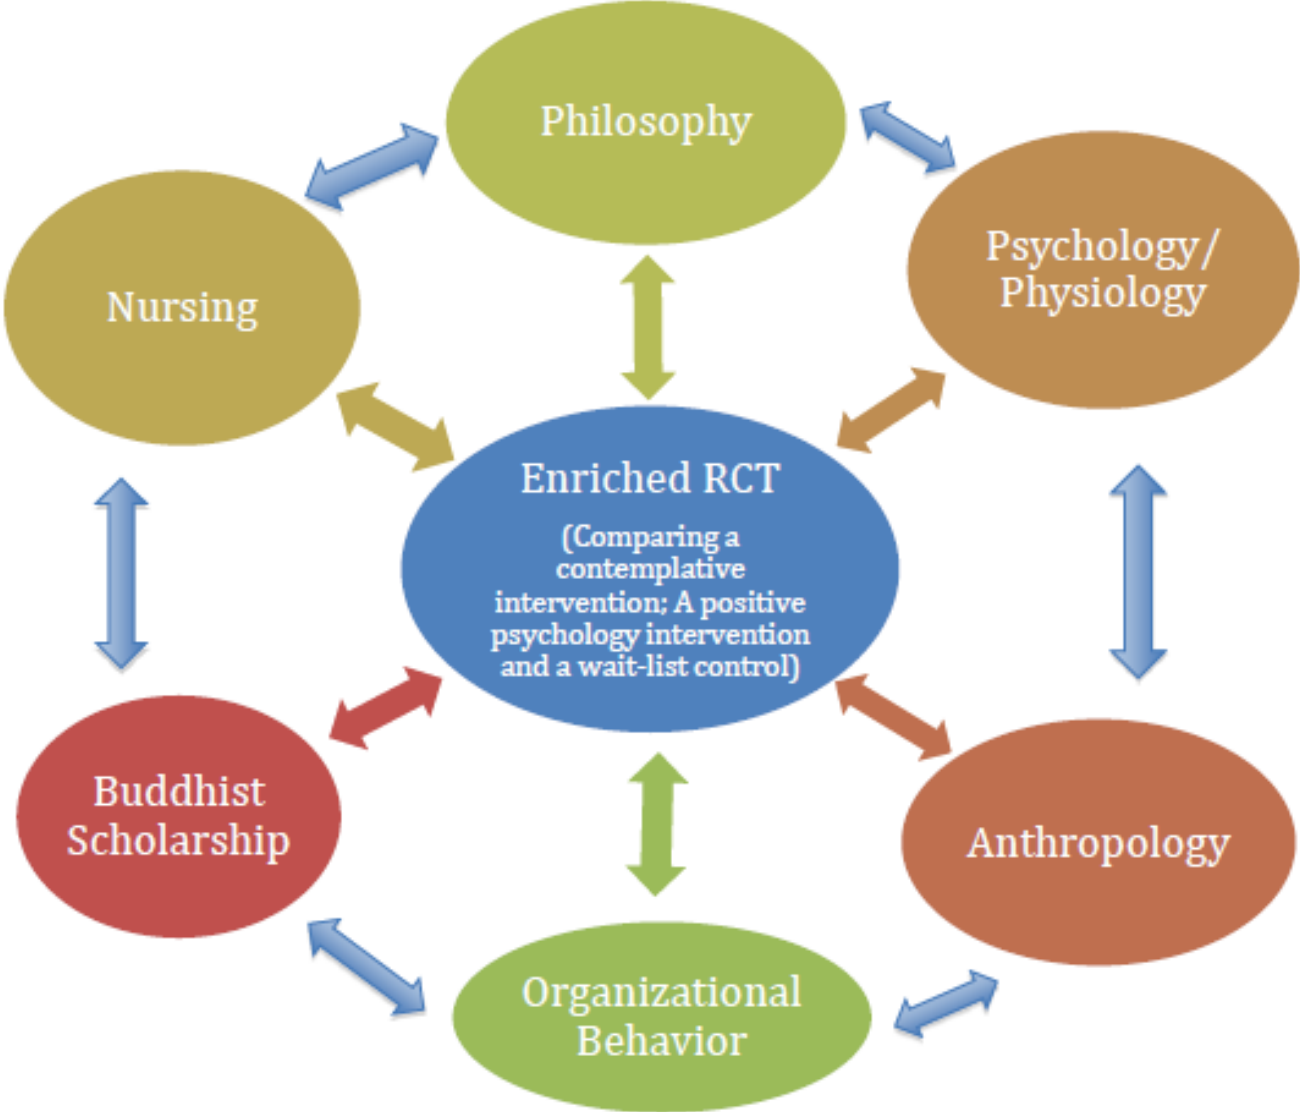 Philosophy
Psychology/
Physiology
Nursing
Enriched RCT
(Comparing a
contemplative
intervention; A positive
psychology intervention
and a wait-list control)
Buddhist
Scholarship
Anthropology
Organizational
Behavior